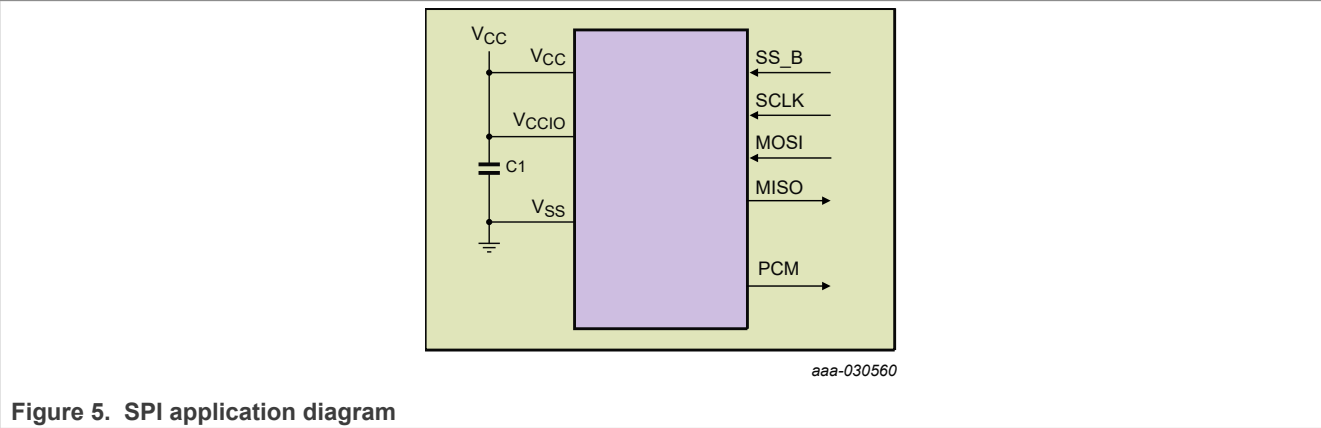 VCC
VCC
VCCIO
C1
VSS
SS_B
SCLK
MOSI
MISO
PCM
aaa-030560
Figure 5. SPI application diagram